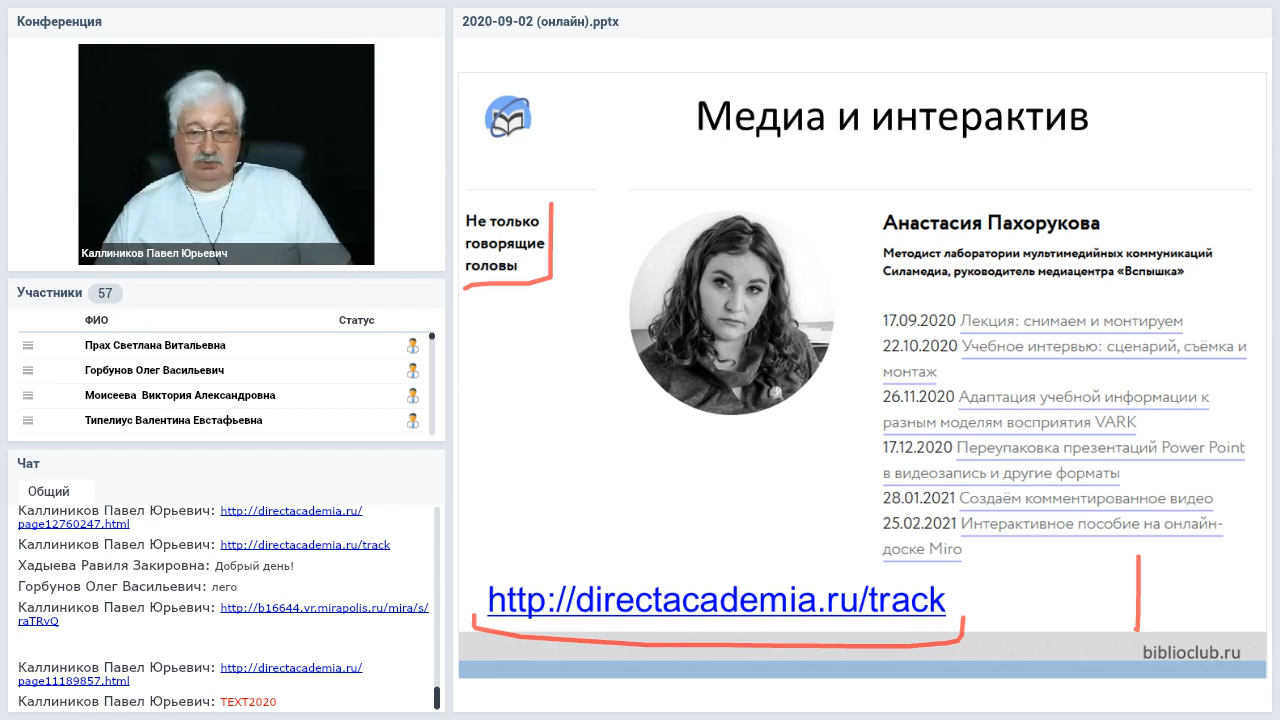 Конференция
Каллиников Павел Юрьевич
Участники 57
ФИО Статус
Прах Светлана Витальевна
Горбунов Олег Васильевич
Моисеева Виктория Александровна
Типелиус Валентина Евстафьевна
Чат
Общий
Каллиников Павел Юрьевич: http://directacademia.ru/
page12760247.html
Каллиников Павел Юрьевич: http://directacademia.ru/track
Хадыева Равиля Закировна: Добрый день!
Горбунов Олег Васильевич: лего
Каллиников Павел Юрьевич: http://b16644.vr.mirapolis.ru/mira/s/
raTRvQ
Каллиников Павел Юрьевич: http://directacademia.ru/
page11189857.html
Каллиников Павел Юрьевич: TEXT2020
2020-09-02 (онлайн).pptx
Медиа и интерактив
Не только
говорящие
головы
Анастасия Пахорукова
Методист лаборатории мультимедийных коммуникаций
Силамедиа, руководитель медиацентра «Вспышка»
17.09.2020 Лекция: снимаем и монтируем
22.10.2020 Учебное интервью: сценарий, съёмка и
монтаж
26.11.2020 Адаптация учебной информации к
разным моделям восприятия VARK
17.12.2020 Переупаковка презентаций Power Point
в видеозапись и другие форматы
28.01.2021 Создаём комментированное видео
25.02.2021 Интерактивное пособие на онлайн-
доске Miro
http://directacademia.ru/track
biblioclub.ru